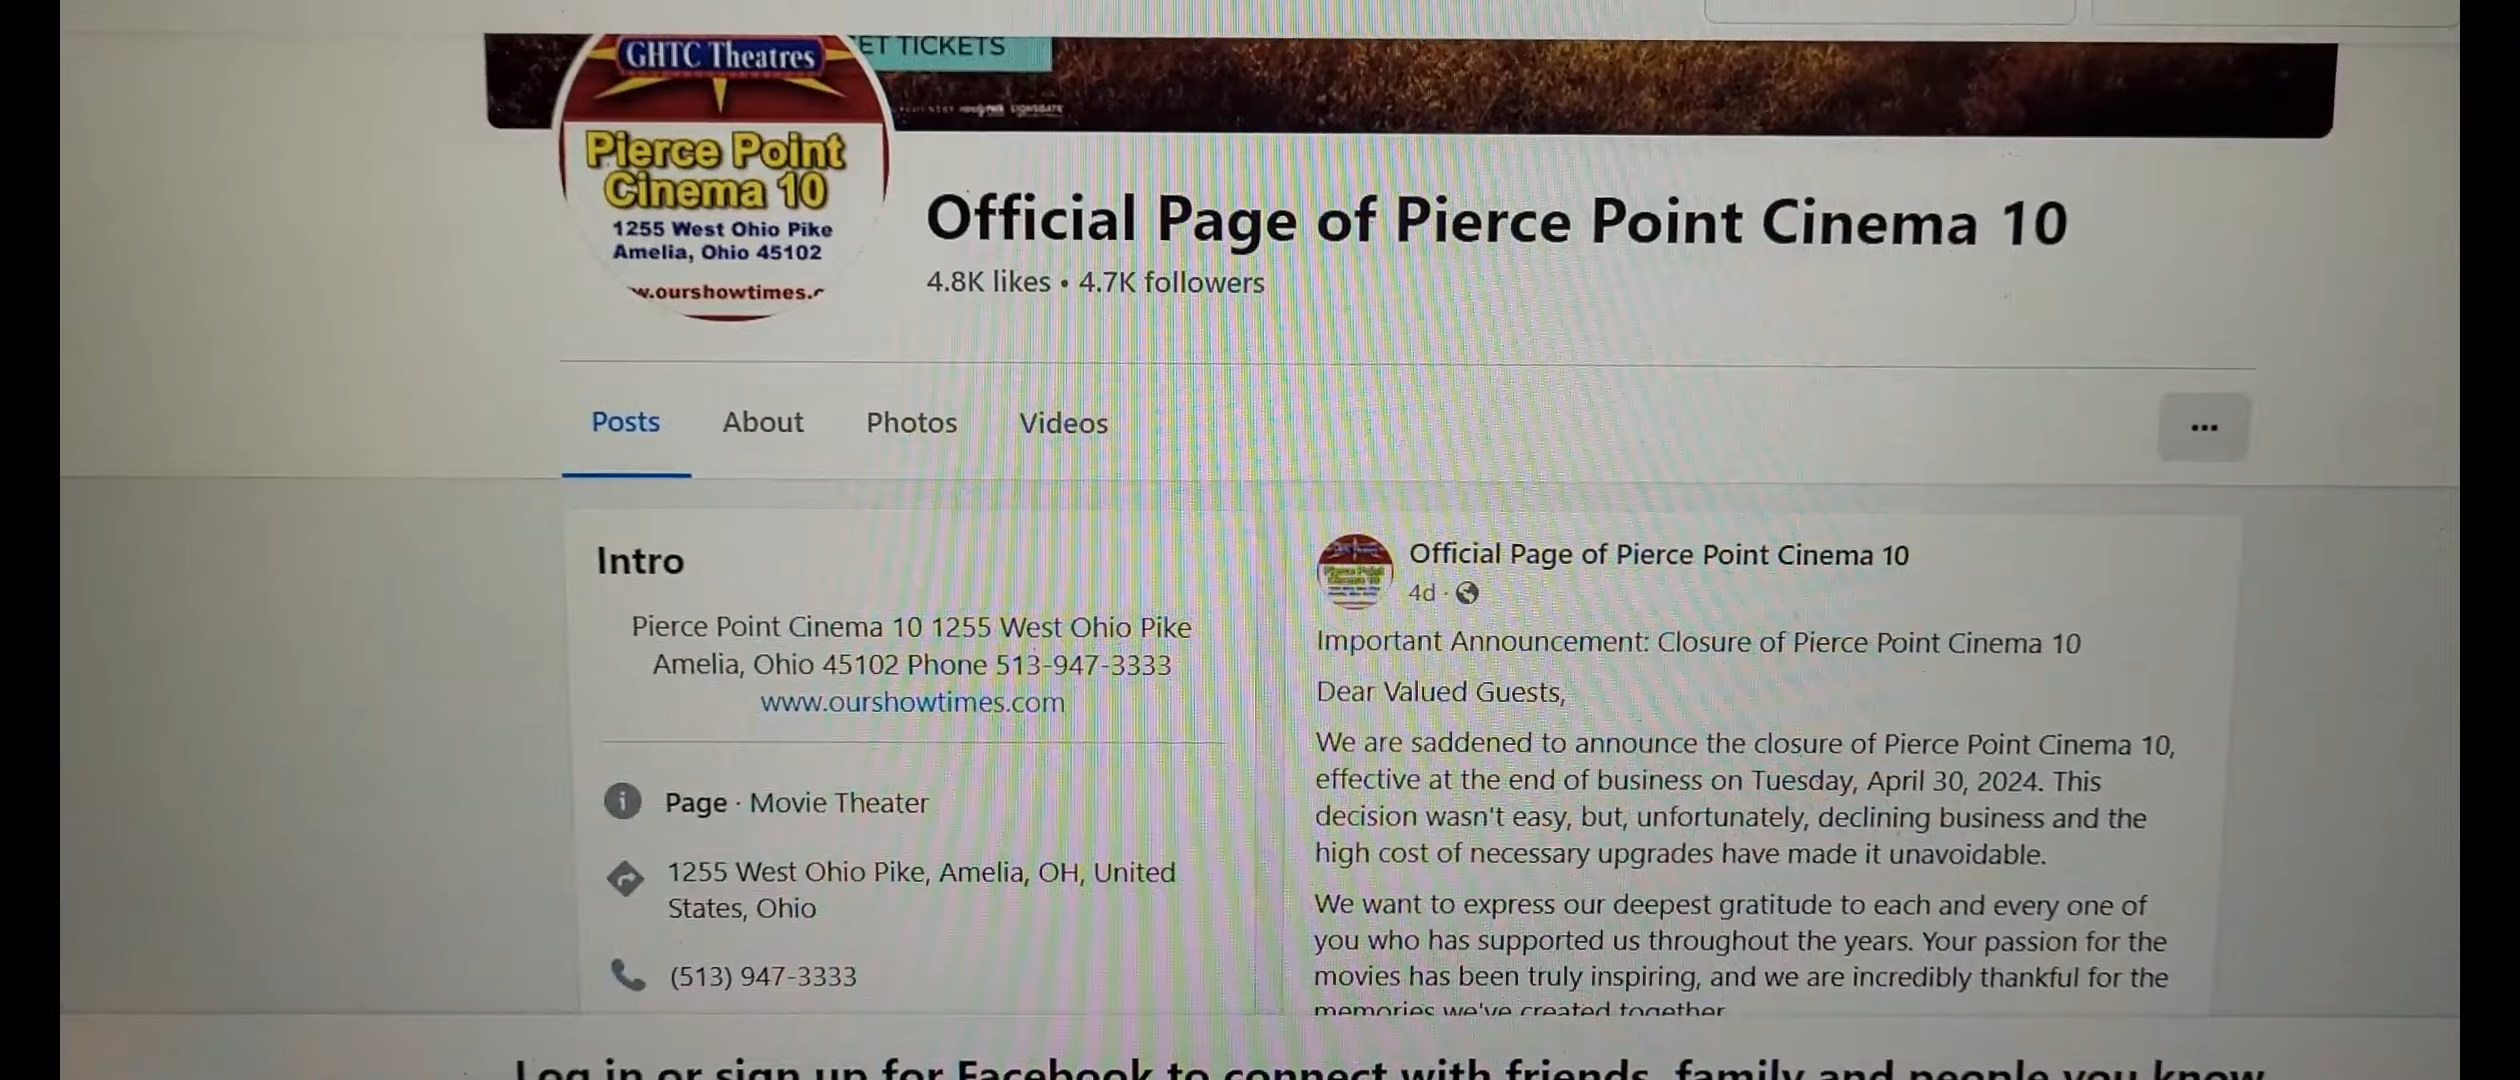 GHTC Theatres
ET TICKETS
LIONSGATE
Pierce Point
Cinema 10
1255 West Ohio Pike
Amelia, Ohio 45102
w.ourshowtimes.c
Official Page of Pierce Point Cinema 10
4.8K likes • 4.7K followers
Posts About Photos Videos
...
Intro
Pierce Point Cinema 10 1255 West Ohio Pike
Amelia, Ohio 45102 Phone 513-947-3333
www.ourshowtimes.com
Page · Movie Theater
1255 West Ohio Pike, Amelia, OH, United
States, Ohio
(513) 947-3333
Official Page of Pierce Point Cinema 10
4d ·
Important Announcement: Closure of Pierce Point Cinema 10
Dear Valued Guests,
We are saddened to announce the closure of Pierce Point Cinema 10,
effective at the end of business on Tuesday, April 30, 2024. This
decision wasn't easy, but, unfortunately, declining business and the
high cost of necessary upgrades have made it unavoidable.
We want to express our deepest gratitude to each and every one of
you who has supported us throughout the years. Your passion for the
movies has been truly inspiring, and we are incredibly thankful for the
memories we've created together
Log in or sign up for Facebook to connect with friends, family and people you know